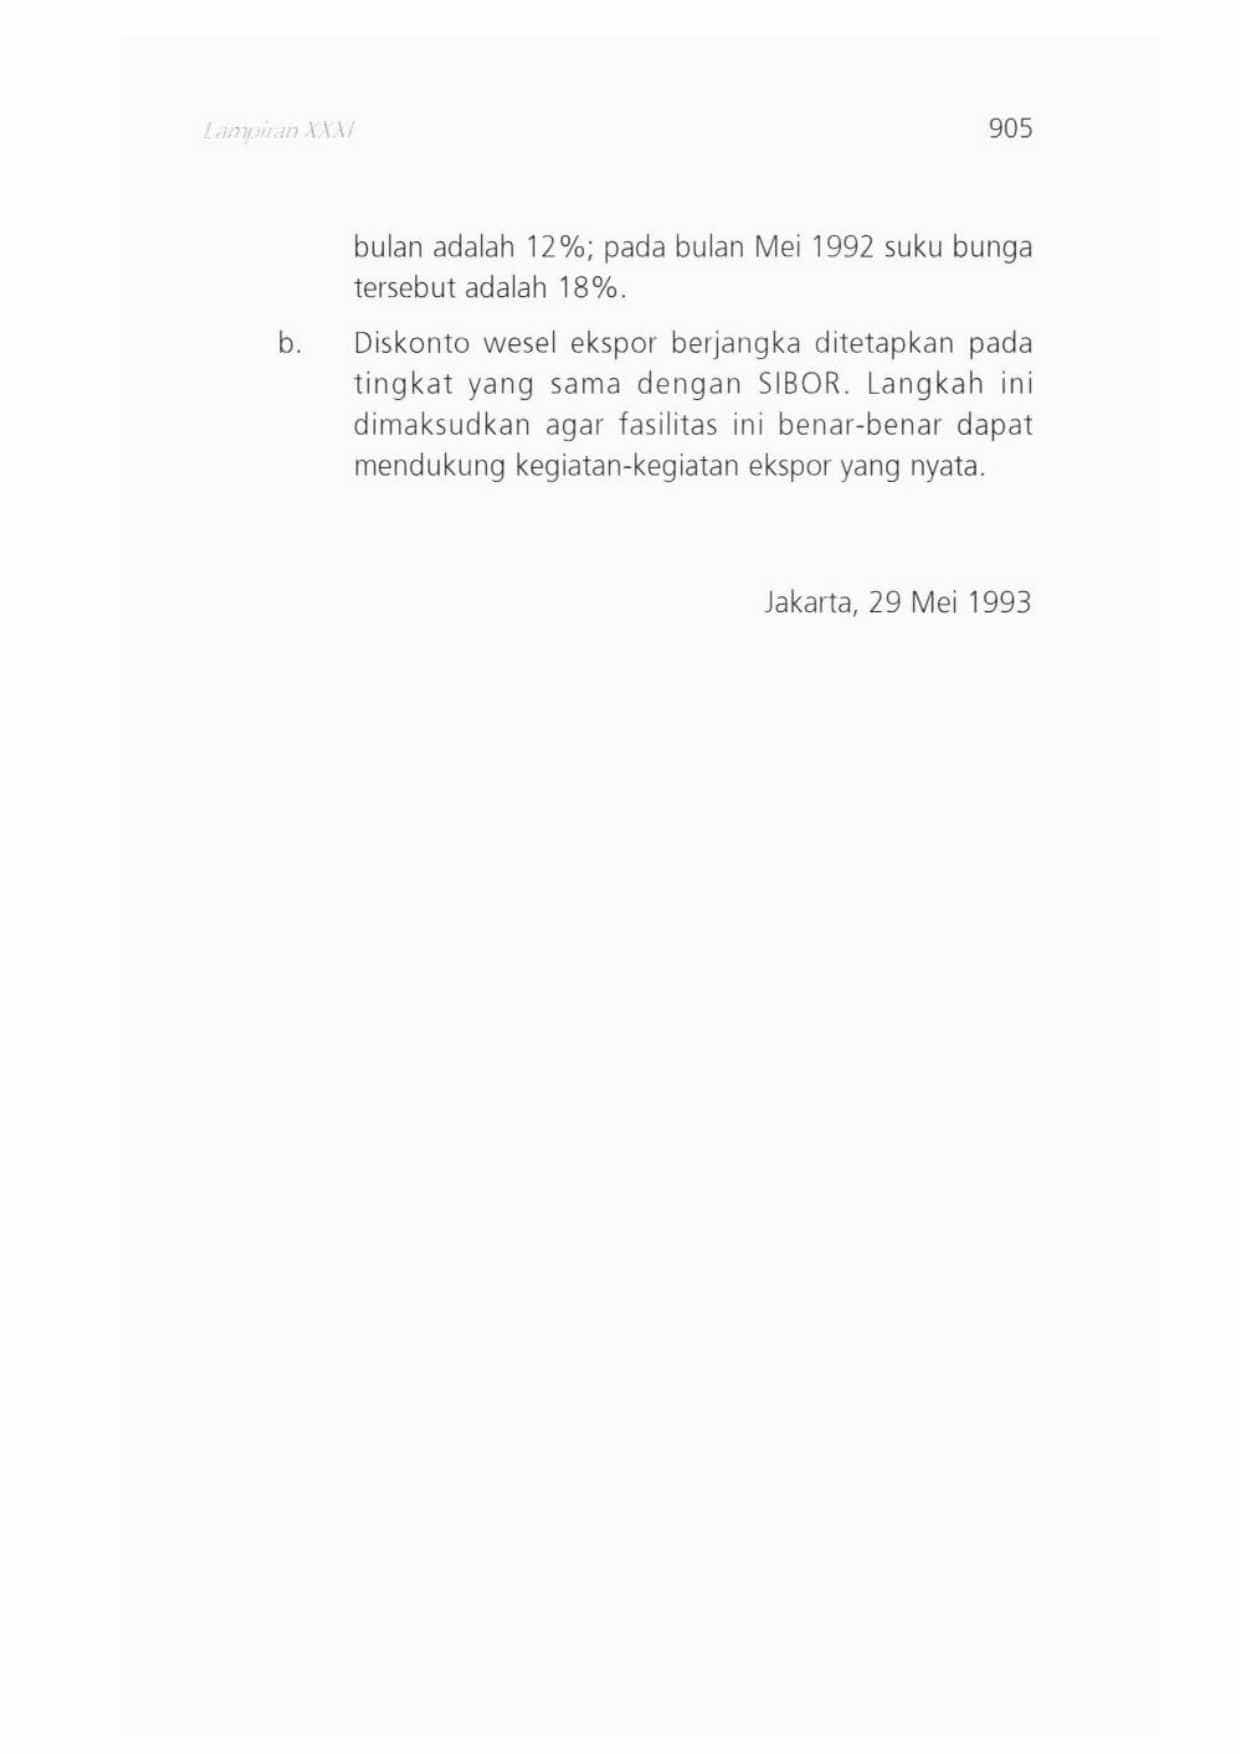 Lampiran XXXI
905
bulan adalah 12%; pada bulan Mei 1992 suku bunga
tersebut adalah 18%.
b. Diskonto wesel ekspor berjangka ditetapkan pada
tingkat yang sama dengan SIBOR. Langkah ini
dimaksudkan agar fasilitas ini benar-benar dapat
mendukung kegiatan-kegiatan ekspor yang nyata.
Jakarta, 29 Mei 1993